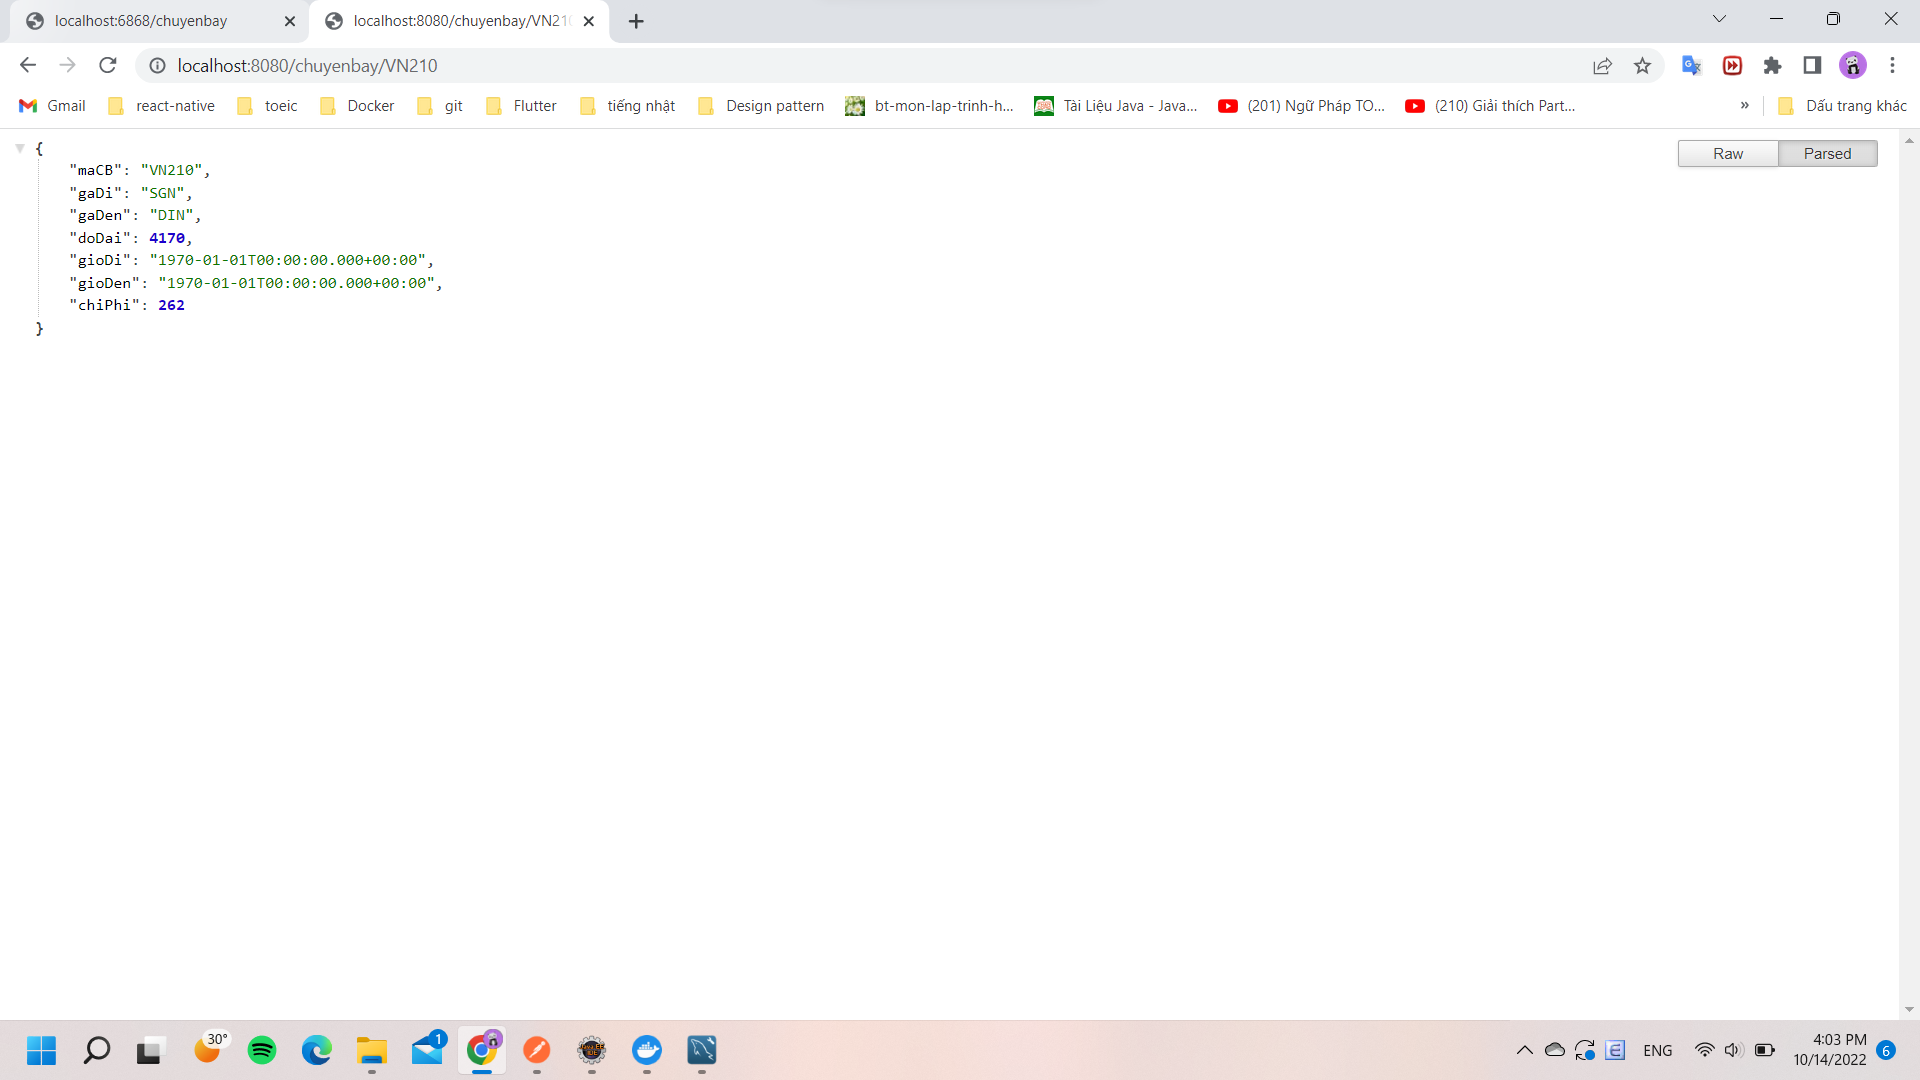 localhost:6868/chuyenbay
localhost:8080/chuyenbay/VN210
localhost:8080/chuyenbay/VN210
Gmail
react-native
toeic
Docker
git
Flutter
tiếng nhật
Design pattern
bt-mon-lap-trinh-h...
Tài Liệu Java - Java...
(201) Ngữ Pháp TO...
(210) Giải thích Part...
»
Dấu trang khác
Raw
Parsed
{
"maCB": "VN210",
"gaDi": "SGN",
"gaDen": "DIN",
"doDai": 4170,
"gioDi": "1970-01-01T00:00:00.000+00:00",
"gioDen": "1970-01-01T00:00:00.000+00:00",
"chiPhi": 262
}
30°
1
ENG
4:03 PM
10/14/2022
6